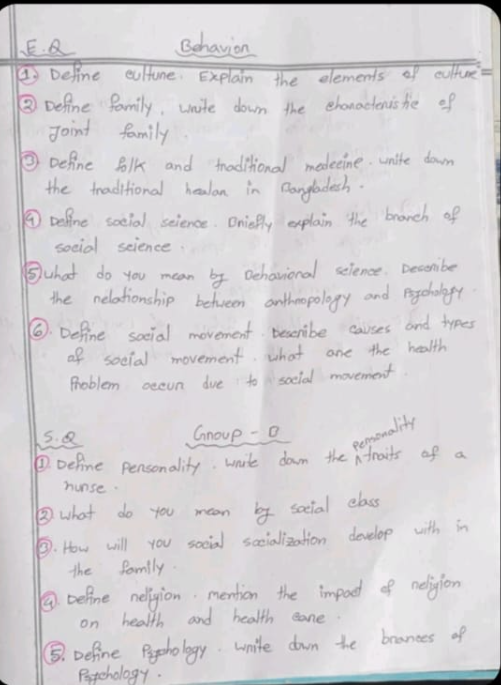 E.Q Behavior
1. Define culture. Explain the elements of culture
2. Define family. write down the characteristic of
Joint family.
3. Define folk and traditional medecine. write down
the traditional healar in Bangladesh.
4. Define social science. Briefly explain the branch of
social science.
5. What do you mean by Behavioral science. Describe
the relationship between anthropology and Psychology.
6. Define social movement. Describe causes and types
of social movement. what are the health
Problem occur due to social movement.
S.Q Group - B
1. Define Personality. write down the personality traits of a
nurse.
2. What do you mean by social class
3. How will you social socialization develop with in
the family.
4. Define religion. mention the impact of religion
on health and health care.
5. Define Psychology. write down the brances of
Psychology.